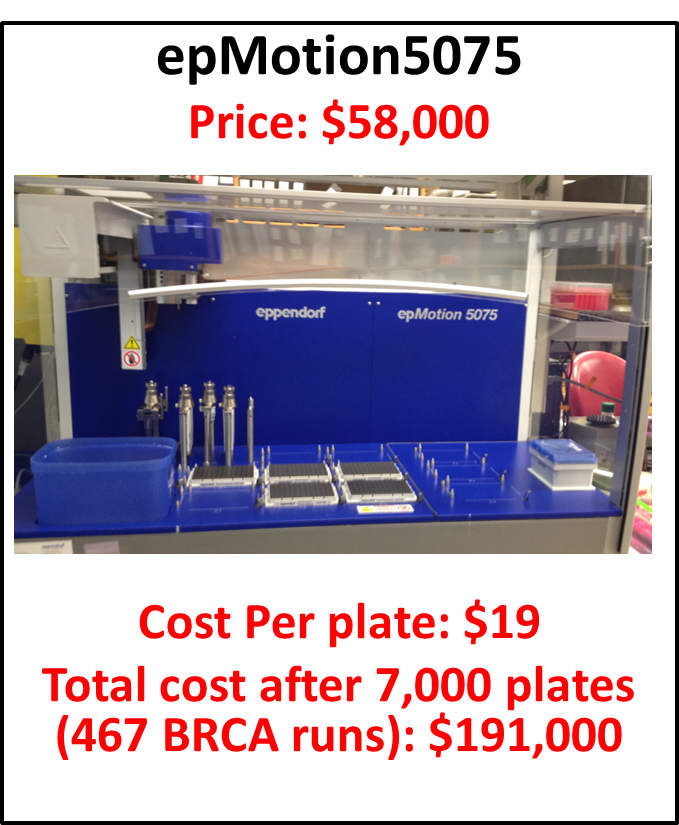 epMotion5075
Price: $58,000
eppendorf
epMotion 5075
Cost Per plate: $19
Total cost after 7,000 plates
(467 BRCA runs): $191,000